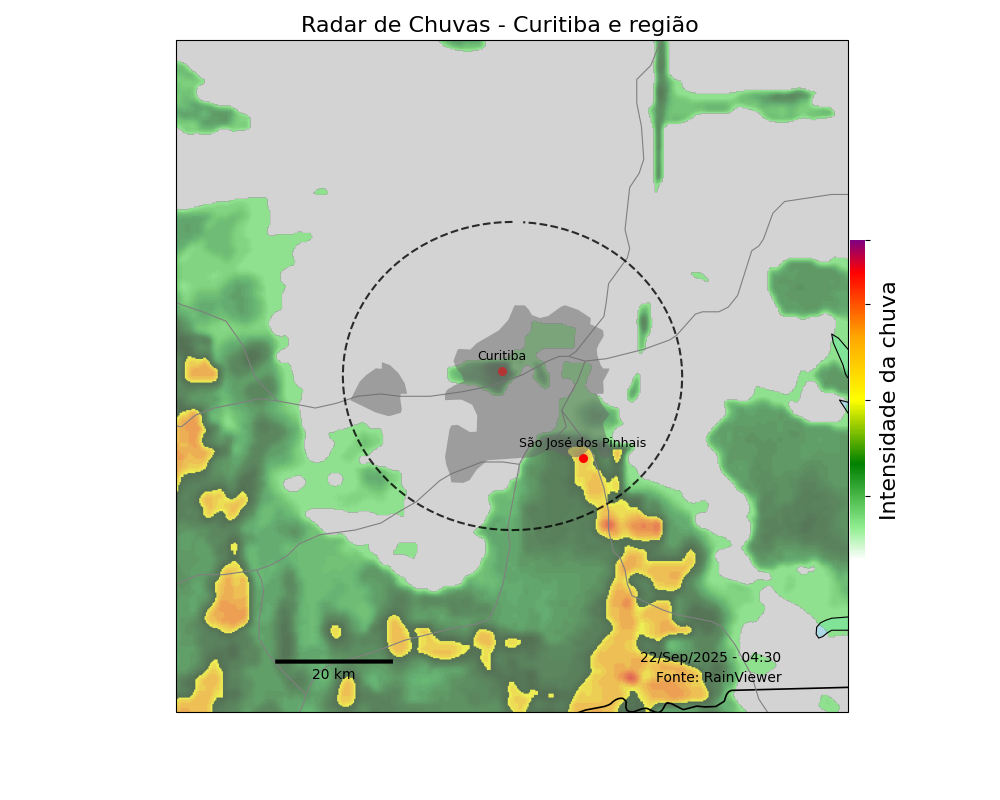 Radar de Chuvas - Curitiba e região
Curitiba
São José dos Pinhais
Intensidade da chuva
22/Sep/2025 - 04:30
20 km
Fonte: RainViewer